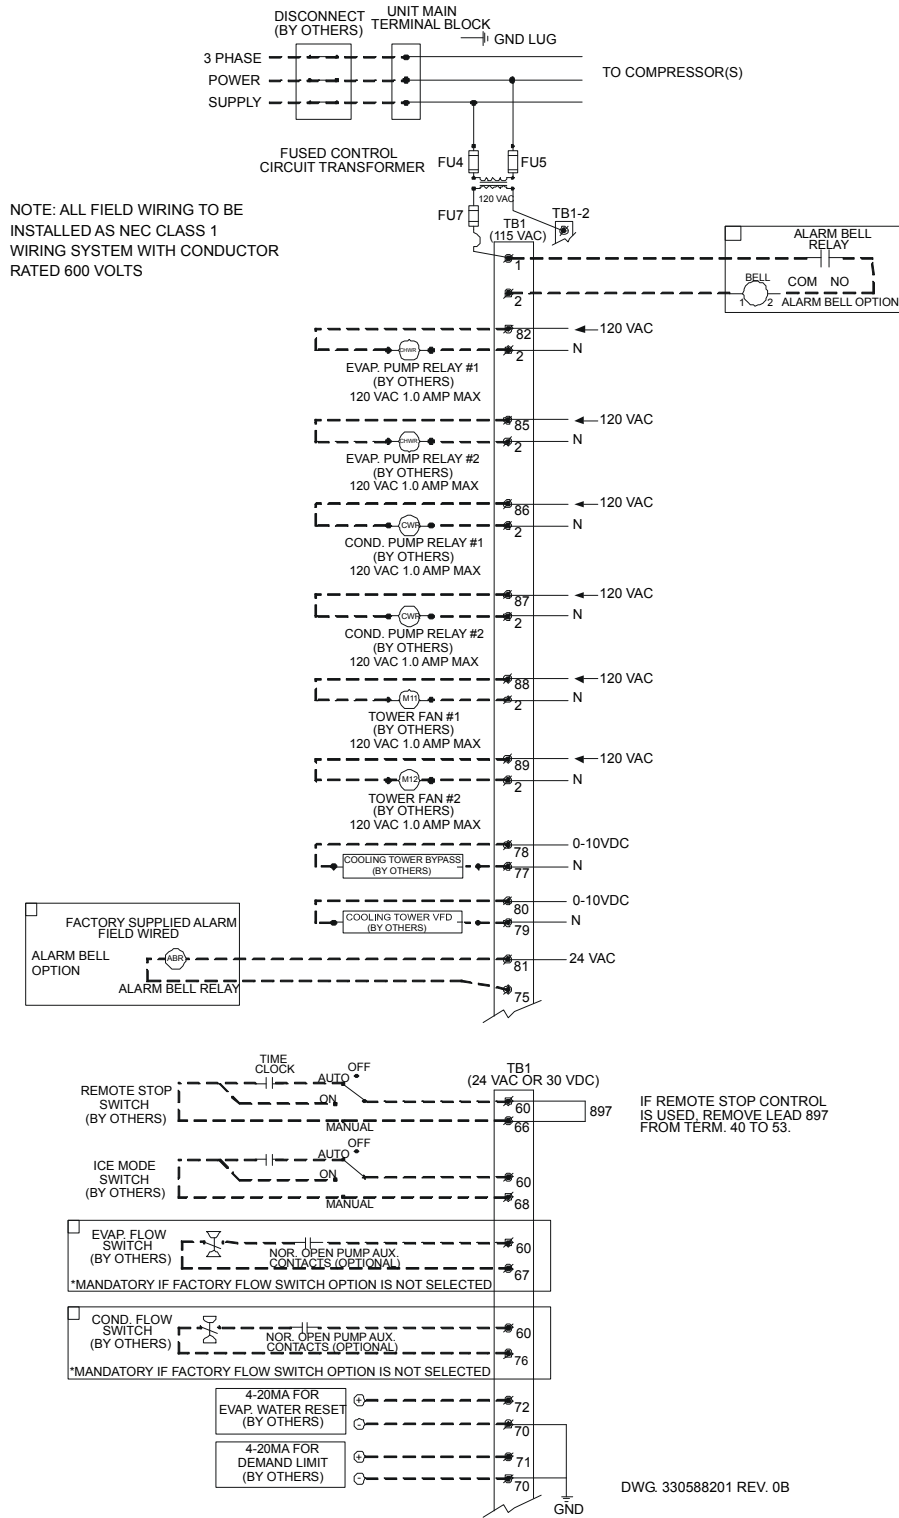 DISCONNECT
(BY OTHERS)
UNIT MAIN
TERMINAL BLOCK
GND LUG
3 PHASE
POWER
SUPPLY
TO COMPRESSOR(S)
FUSED CONTROL
CIRCUIT TRANSFORMER
FU4
FU5
120 VAC
FU7
TB1-2
NOTE: ALL FIELD WIRING TO BE
INSTALLED AS NEC CLASS 1
WIRING SYSTEM WITH CONDUCTOR
RATED 600 VOLTS
TB1
(115 VAC)
1
2
ALARM BELL
RELAY
BELL
COM NO
1 2
ALARM BELL OPTION
82
120 VAC
CHWR
2
N
EVAP. PUMP RELAY #1
(BY OTHERS)
120 VAC 1.0 AMP MAX
85
120 VAC
CHWR
2
N
EVAP. PUMP RELAY #2
(BY OTHERS)
120 VAC 1.0 AMP MAX
86
120 VAC
CWR
2
N
COND. PUMP RELAY #1
(BY OTHERS)
120 VAC 1.0 AMP MAX
87
120 VAC
CWR
2
N
COND. PUMP RELAY #2
(BY OTHERS)
120 VAC 1.0 AMP MAX
88
120 VAC
M11
2
N
TOWER FAN #1
(BY OTHERS)
120 VAC 1.0 AMP MAX
89
120 VAC
M12
2
N
TOWER FAN #2
(BY OTHERS)
120 VAC 1.0 AMP MAX
78
0-10VDC
COOLING TOWER BYPASS
(BY OTHERS)
77
N
80
0-10VDC
COOLING TOWER VFD
(BY OTHERS)
79
N
FACTORY SUPPLIED ALARM
FIELD WIRED
ALARM BELL
OPTION
ABR
81
24 VAC
ALARM BELL RELAY
75
TB1
(24 VAC OR 30 VDC)
TIME
CLOCK
OFF
AUTO
ON
MANUAL
REMOTE STOP
SWITCH
(BY OTHERS)
60
66
897
IF REMOTE STOP CONTROL
IS USED, REMOVE LEAD 897
FROM TERM. 40 TO 53.
OFF
AUTO
ON
MANUAL
ICE MODE
SWITCH
(BY OTHERS)
60
68
EVAP. FLOW
SWITCH
(BY OTHERS)
NOR. OPEN PUMP AUX.
CONTACTS (OPTIONAL)
60
67
*MANDATORY IF FACTORY FLOW SWITCH OPTION IS NOT SELECTED
COND. FLOW
SWITCH
(BY OTHERS)
NOR. OPEN PUMP AUX.
CONTACTS (OPTIONAL)
60
76
*MANDATORY IF FACTORY FLOW SWITCH OPTION IS NOT SELECTED
4-20MA FOR
EVAP. WATER RESET
(BY OTHERS)
+
-
72
70
4-20MA FOR
DEMAND LIMIT
(BY OTHERS)
+
-
71
70
GND
DWG. 330588201 REV. 0B